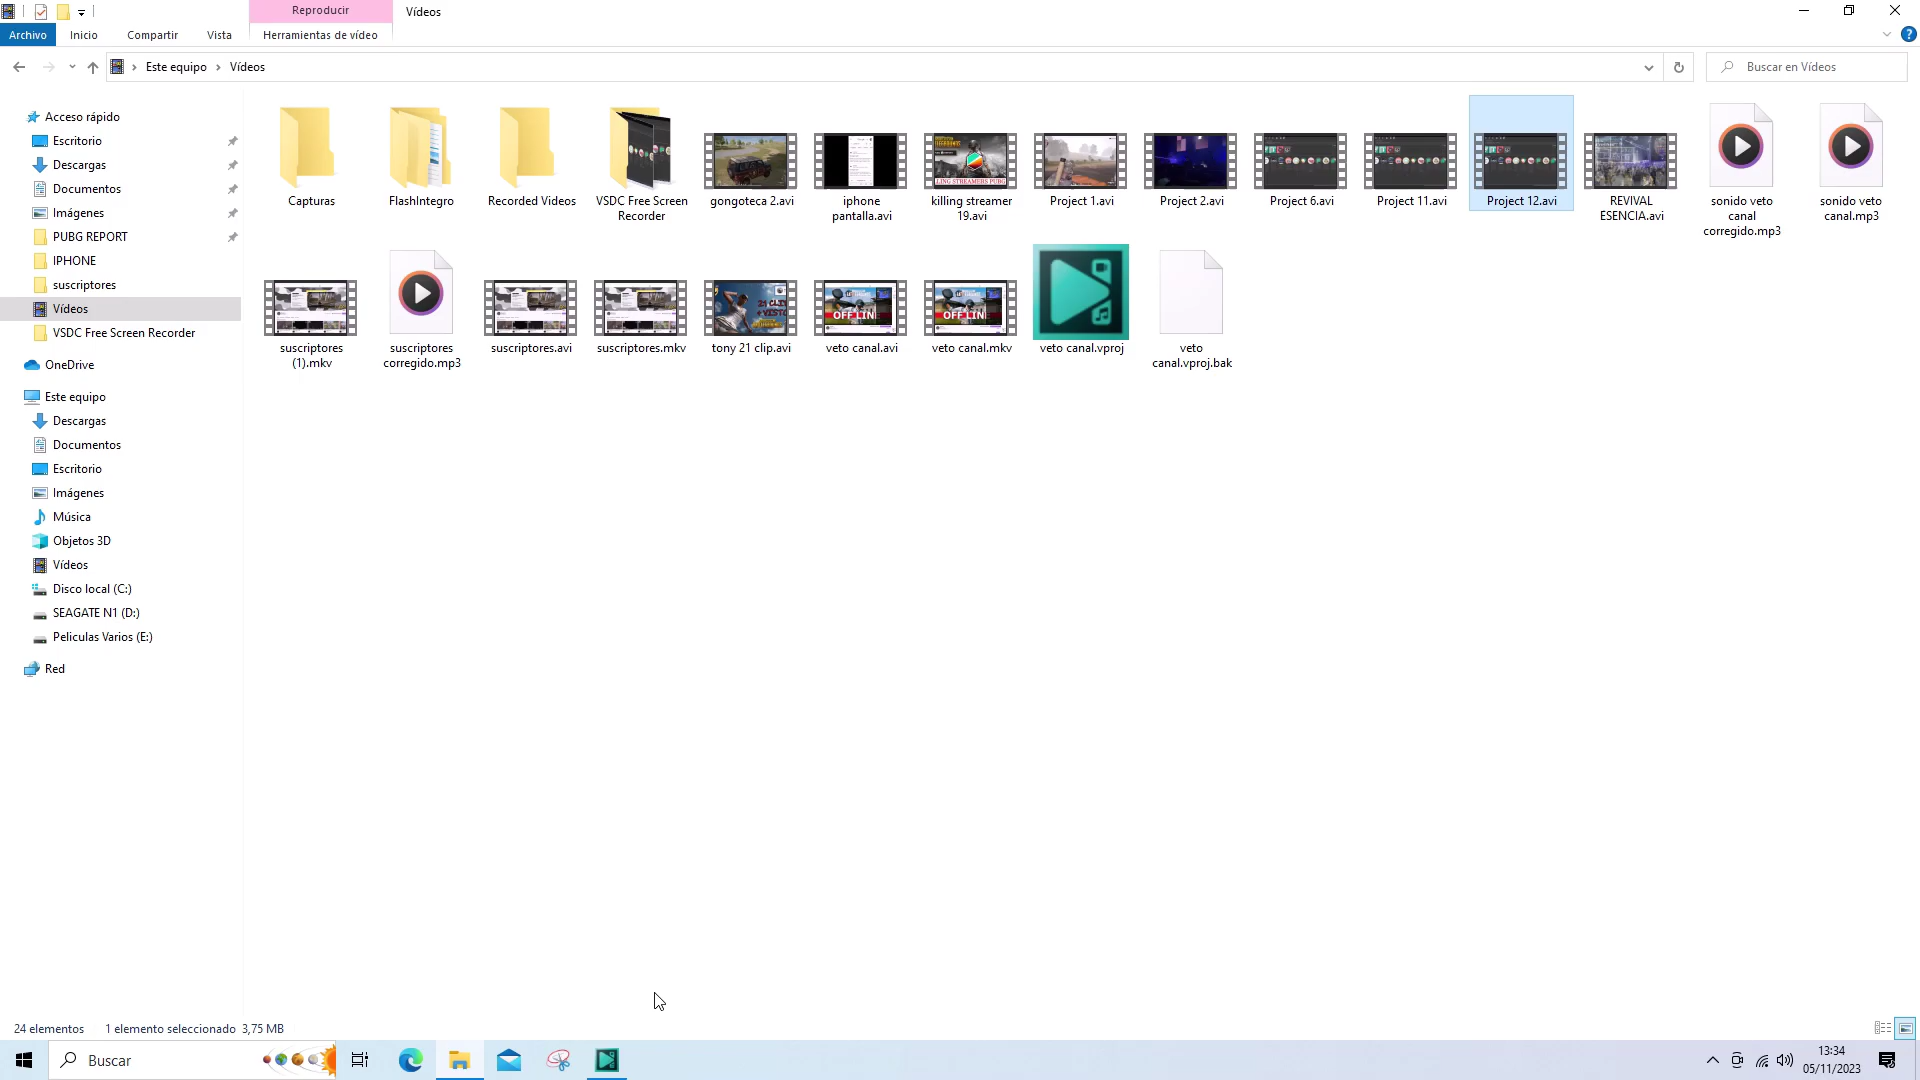 Reproducir
Vídeos
Archivo
Inicio
Compartir
Vista
Herramientas de vídeo
Este equipo
Vídeos
Buscar en Vídeos
Acceso rápido
Escritorio
Descargas
Documentos
Imágenes
PUBG REPORT
IPHONE
suscriptores
Vídeos
VSDC Free Screen Recorder
OneDrive
Este equipo
Descargas
Documentos
Escritorio
Imágenes
Música
Objetos 3D
Vídeos
Disco local (C:)
SEAGATE N1 (D:)
Peliculas Varios (E:)
Red
Capturas
FlashIntegro
Recorded Videos
VSDC Free Screen
Recorder
gongoteca 2.avi
iphone
pantalla.avi
killing streamer
19.avi
Project 1.avi
Project 2.avi
Project 6.avi
Project 11.avi
Project 12.avi
REVIVAL
ESENCIA.avi
sonido veto
canal
corregido.mp3
sonido veto
canal.mp3
suscriptores
(1).mkv
suscriptores
corregido.mp3
suscriptores.avi
suscriptores.mkv
tony 21 clip.avi
veto canal.avi
OFFLINE
veto canal.mkv
OFFLINE
veto canal.vproj
veto
canal.vproj.bak
24 elementos
1 elemento seleccionado 3,75 MB
Buscar
13:34
05/11/2023